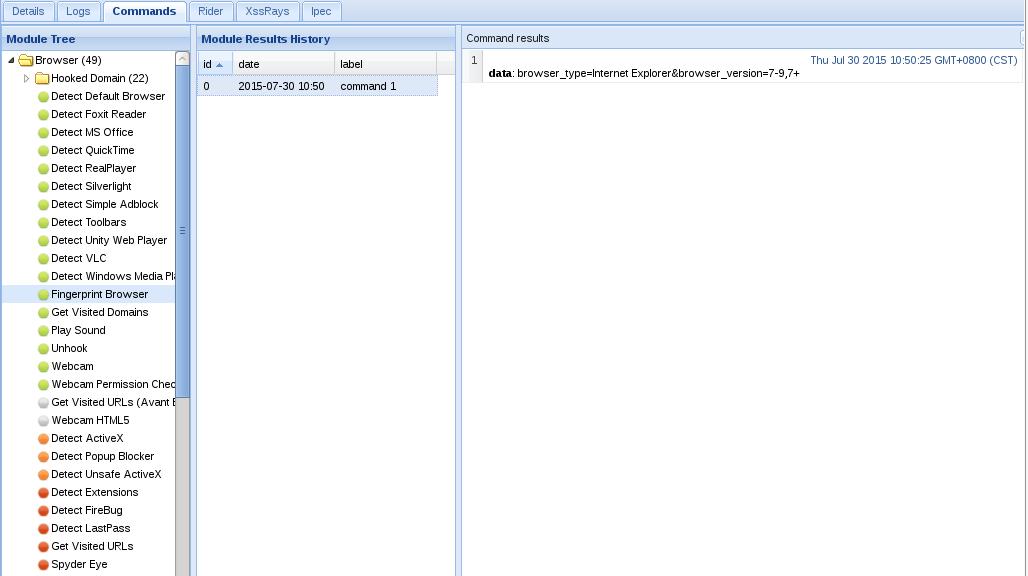 Details Logs Commands Rider XssRays Ipec
Module Tree
Browser (49)
Hooked Domain (22)
Detect Default Browser
Detect Foxit Reader
Detect MS Office
Detect QuickTime
Detect RealPlayer
Detect Silverlight
Detect Simple Adblock
Detect Toolbars
Detect Unity Web Player
Detect VLC
Detect Windows Media Pla
Fingerprint Browser
Get Visited Domains
Play Sound
Unhook
Webcam
Webcam Permission Chec
Get Visited URLs (Avant B
Webcam HTML5
Detect ActiveX
Detect Popup Blocker
Detect Unsafe ActiveX
Detect Extensions
Detect FireBug
Detect LastPass
Get Visited URLs
Spyder Eye
Module Results History
id date label
0 2015-07-30 10:50 command 1
Command results
1 Thu Jul 30 2015 10:50:25 GMT+0800 (CST)
data: browser_type=Internet Explorer&browser_version=7-9,7+